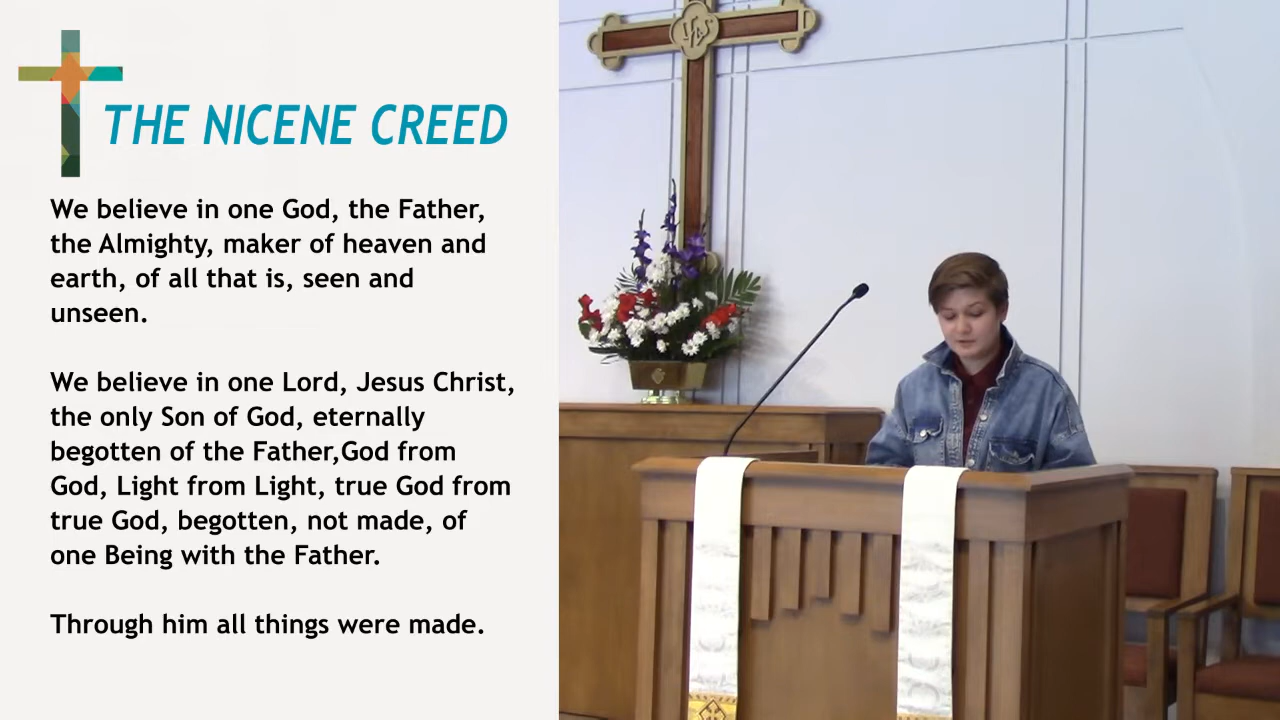 THE NICENE CREED
We believe in one God, the Father,
the Almighty, maker of heaven and
earth, of all that is, seen and
unseen.
We believe in one Lord, Jesus Christ,
the only Son of God, eternally
begotten of the Father,God from
God, Light from Light, true God from
true God, begotten, not made, of
one Being with the Father.
Through him all things were made.